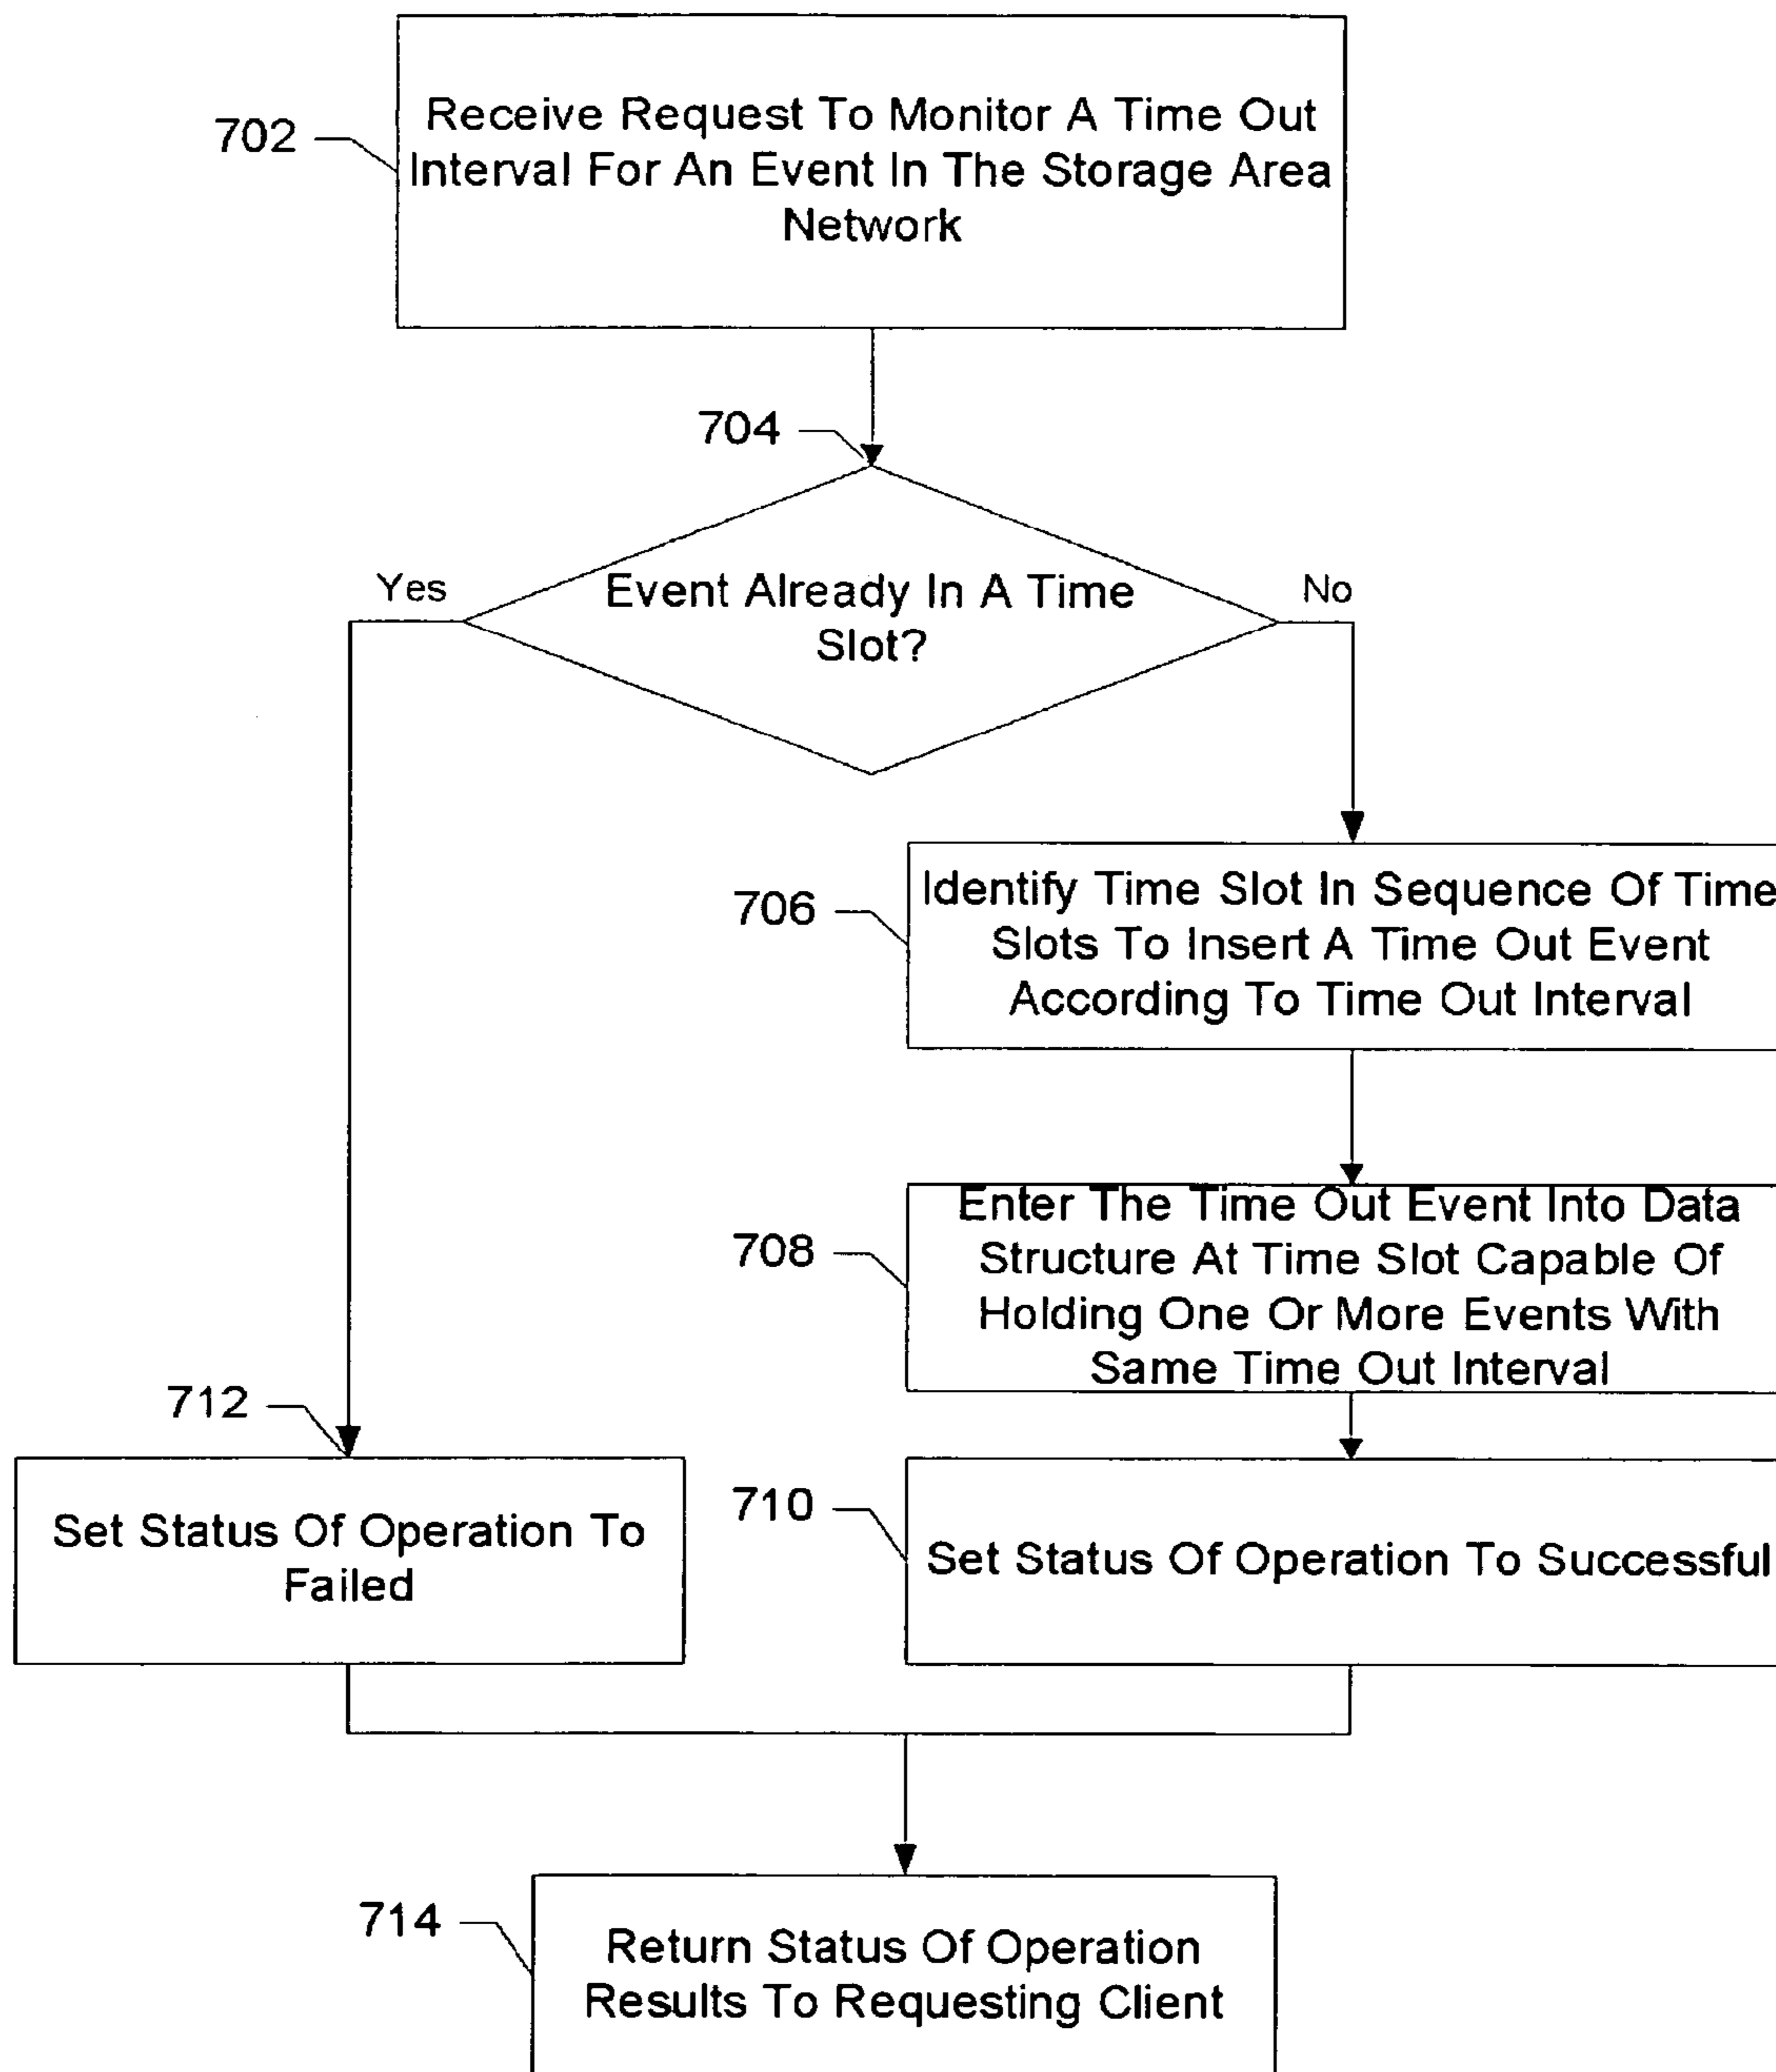 702
Receive Request To Monitor A Time Out
Interval For An Event In The Storage Area
Network
704
Event Already In A Time
Slot?
Yes
No
706
Identify Time Slot In Sequence Of Time
Slots To Insert A Time Out Event
According To Time Out Interval
708
Enter The Time Out Event Into Data
Structure At Time Slot Capable Of
Holding One Or More Events With
Same Time Out Interval
712
Set Status Of Operation To
Failed
710
Set Status Of Operation To Successful
714
Return Status Of Operation
Results To Requesting Client